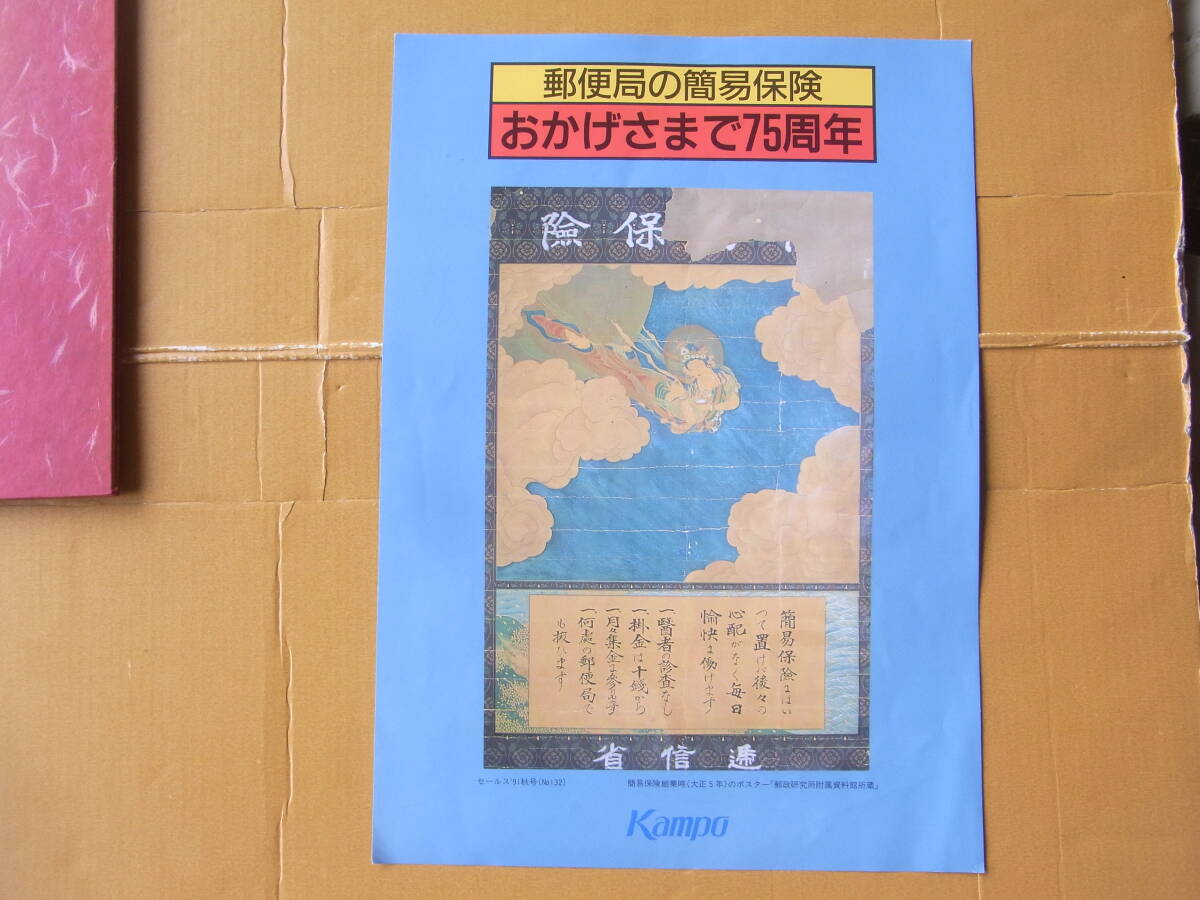 郵便局の簡易保険
おかげさまで75周年
險保
簡易保險にはい
つて置けば後々の
心配がなく毎日
愉快に働けます
一、醫者の診査なし
一、掛金は十錢から
一、月々集金に參ります
一、何處の郵便局で
も扱ひます
省信遞
セールス'91秋号(No.132)
簡易保険創業時(大正5年)のポスター「郵政研究所附属資料館所蔵」
Kampo